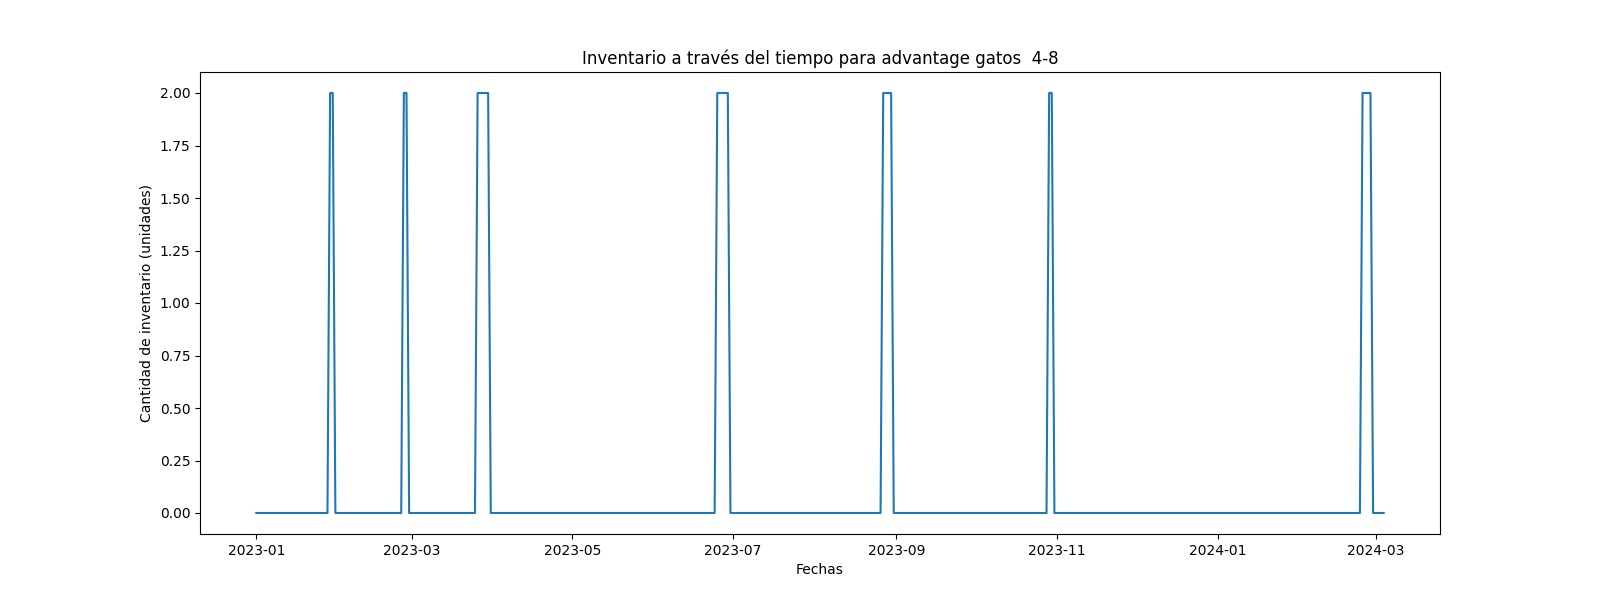 Inventario a través del tiempo para advantage gatos  4-8
Cantidad de inventario (unidades)
2.00
1.75
1.50
1.25
1.00
0.75
0.50
0.25
0.00
2023-01 2023-03 2023-05 2023-07 2023-09 2023-11 2024-01 2024-03
Fechas